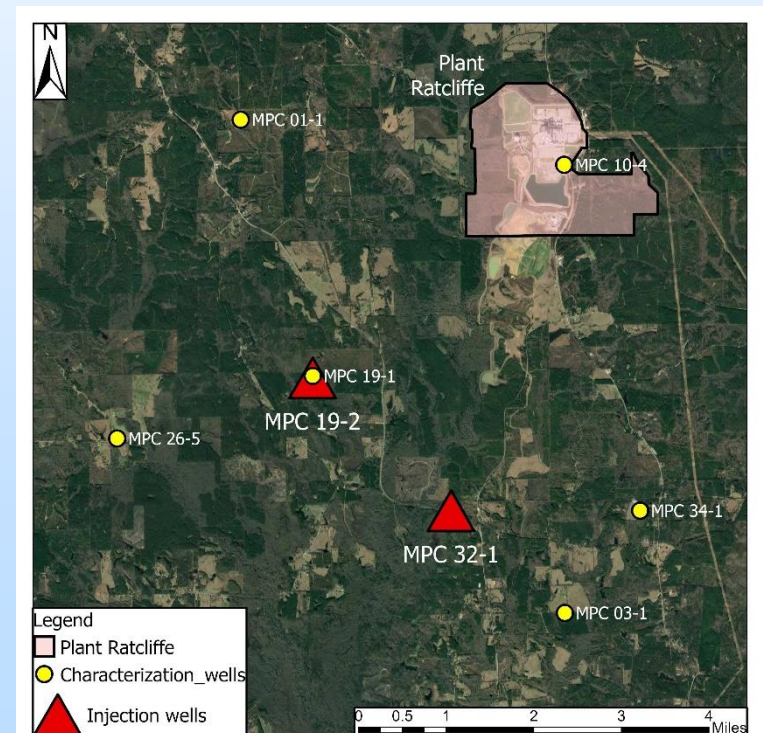 N
Plant
Ratcliffe
MPC 01-1
MPC 10-4
MPC 19-1
MPC 19-2
MPC 26-5
MPC 34-1
MPC 32-1
MPC 03-1
Legend
Plant Ratcliffe
Characterization_wells
Injection wells
0 0.5 1 2 3 4
Miles